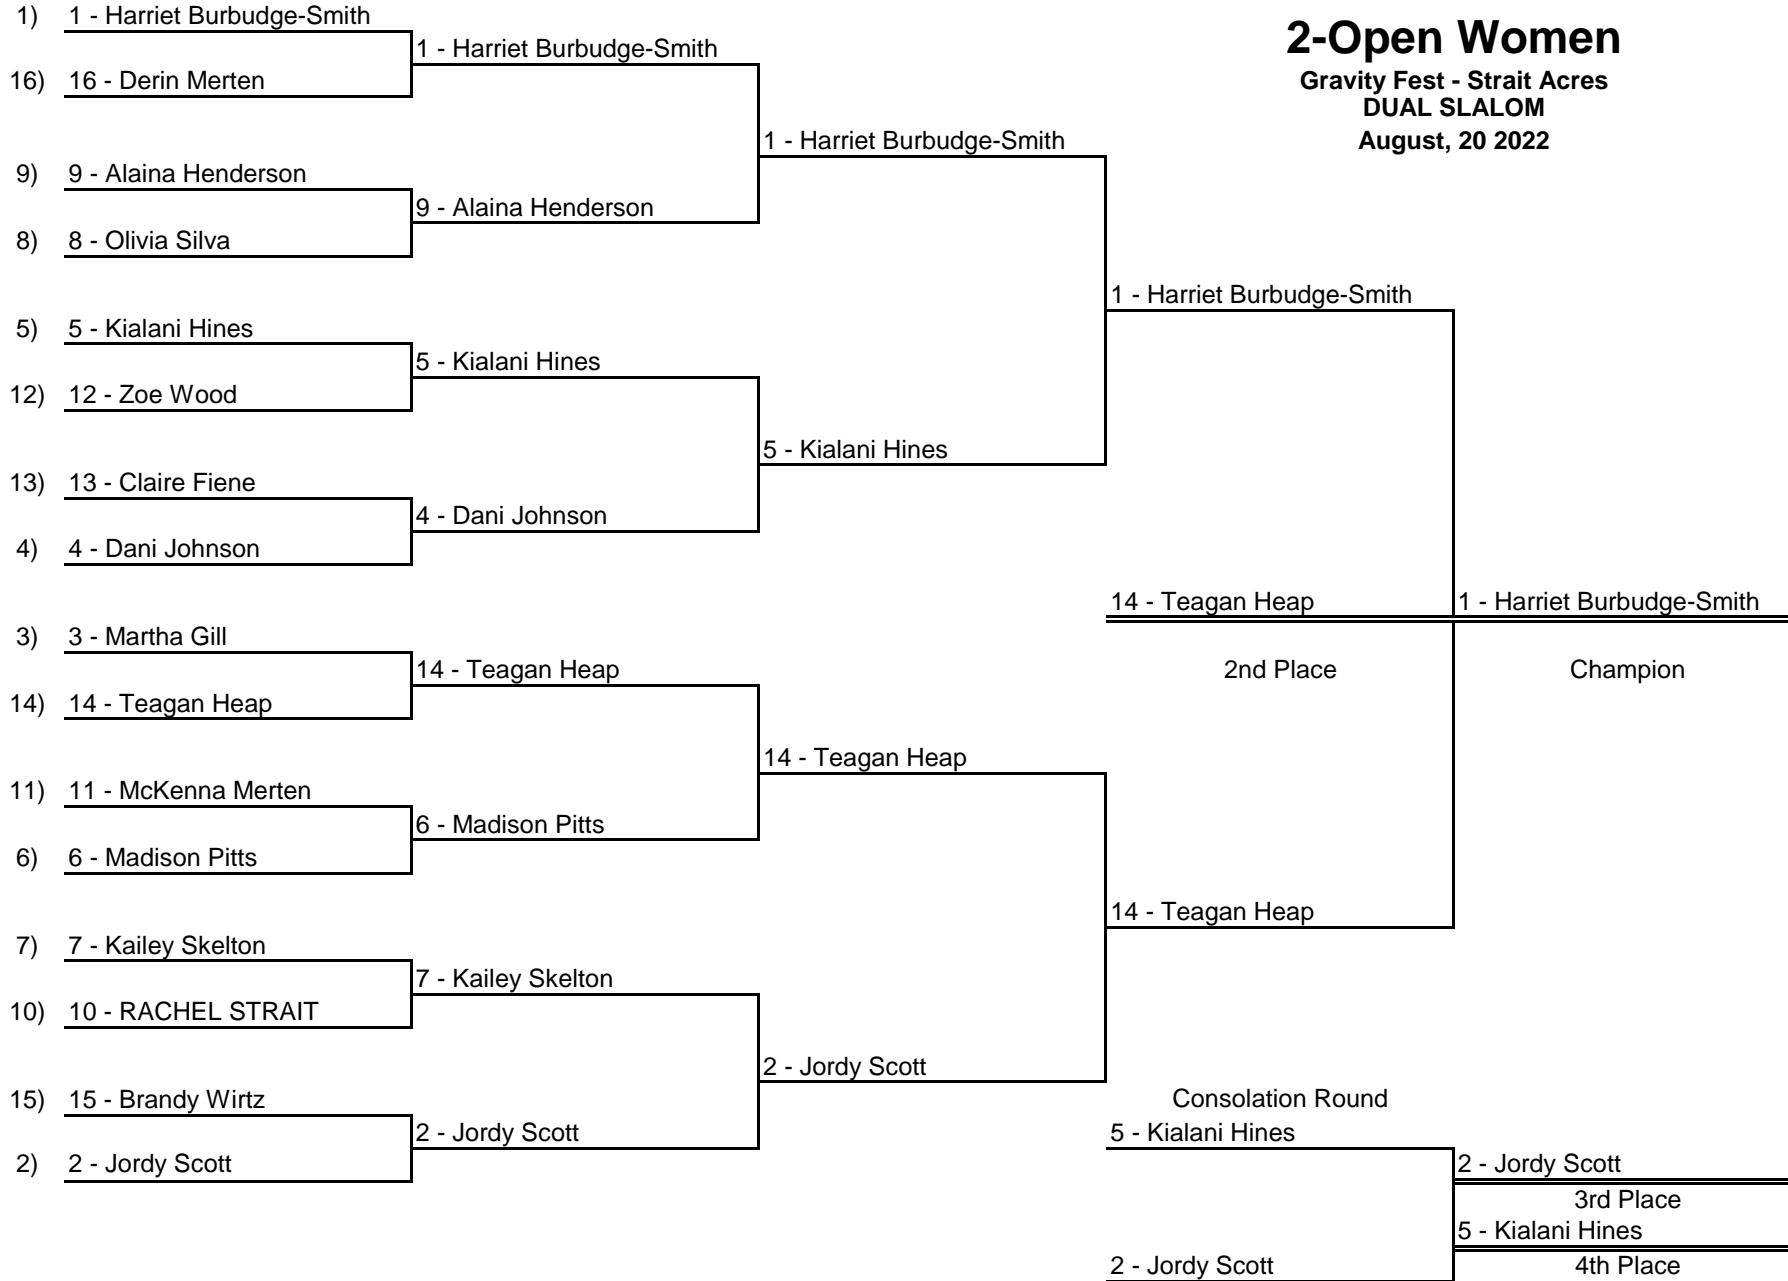 2-Open Women
Gravity Fest - Strait Acres
DUAL SLALOM
August, 20 2022
1) 1 - Harriet Burbudge-Smith
16) 16 - Derin Merten
9) 9 - Alaina Henderson
8) 8 - Olivia Silva
5) 5 - Kialani Hines
12) 12 - Zoe Wood
13) 13 - Claire Fiene
4) 4 - Dani Johnson
3) 3 - Martha Gill
14) 14 - Teagan Heap
11) 11 - McKenna Merten
6) 6 - Madison Pitts
7) 7 - Kailey Skelton
10) 10 - RACHEL STRAIT
15) 15 - Brandy Wirtz
2) 2 - Jordy Scott
1 - Harriet Burbudge-Smith
9 - Alaina Henderson
5 - Kialani Hines
4 - Dani Johnson
14 - Teagan Heap
6 - Madison Pitts
7 - Kailey Skelton
2 - Jordy Scott
1 - Harriet Burbudge-Smith
5 - Kialani Hines
14 - Teagan Heap
2 - Jordy Scott
1 - Harriet Burbudge-Smith
14 - Teagan Heap
14 - Teagan Heap
2nd Place
1 - Harriet Burbudge-Smith
Champion
Consolation Round
5 - Kialani Hines
2 - Jordy Scott
2 - Jordy Scott
3rd Place
5 - Kialani Hines
4th Place